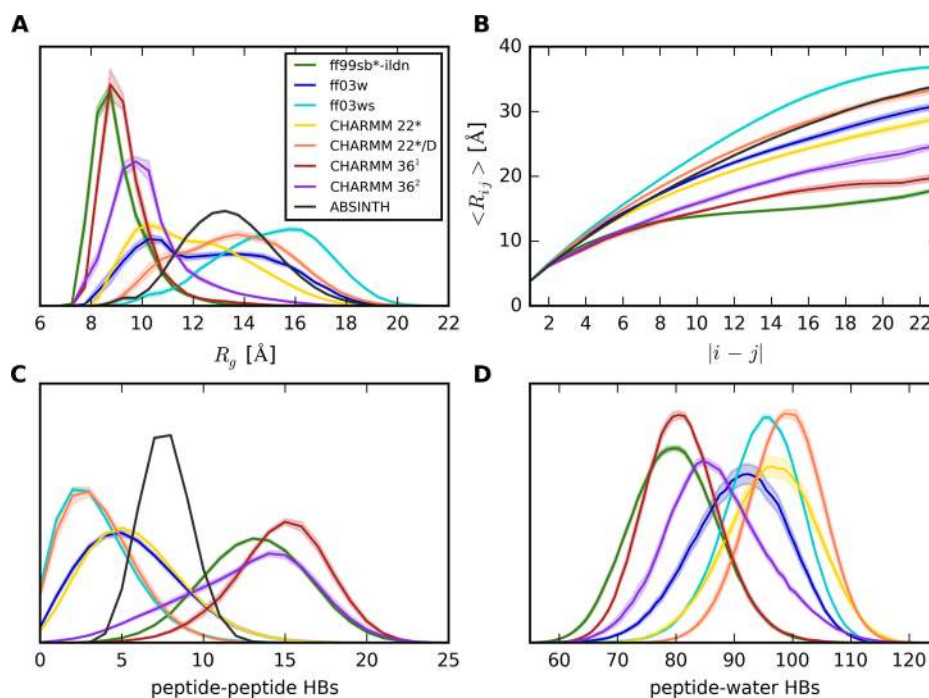 A
ff99sb*-ildn
ff03w
ff03ws
CHARMM 22*
CHARMM 22*/D
CHARMM 36¹
CHARMM 36²
ABSINTH
6 8 10 12 14 16 18 20 22
R_g [Å]
B
40
30
20
10
0
<R_ij> [Å]
2 4 6 8 10 12 14 16 18 20 22
|i − j|
C
0 5 10 15 20 25
peptide-peptide HBs
D
60 70 80 90 100 110 120
peptide-water HBs